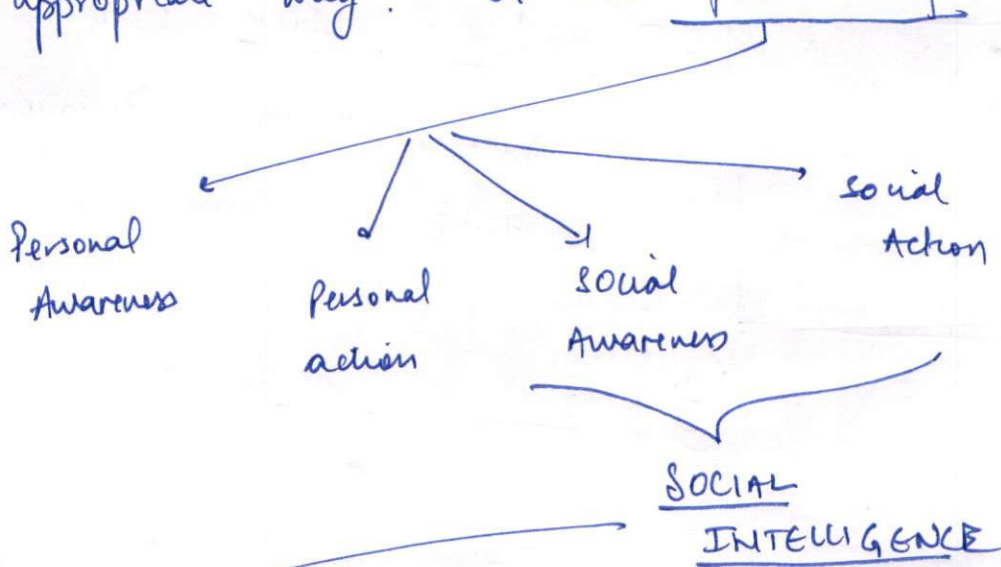 appropriate way.
Social
Action
Personal
Awareness
Personal
action
Social
Awareness
SOCIAL
INTELLIGENCE